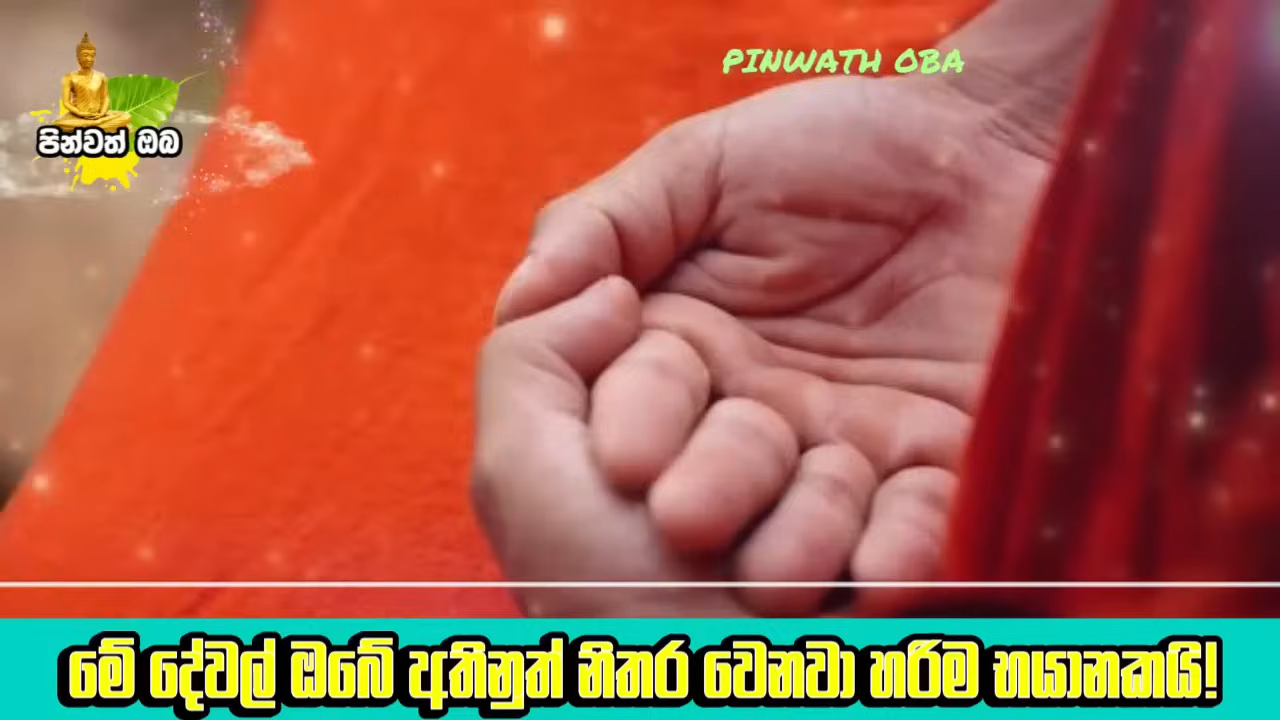 PINWATH OBA
පින්වත් ඔබ
මේ දේවල් ඔබේ අතිනුත් නිතර වෙනවා හරිම භයානකයි!